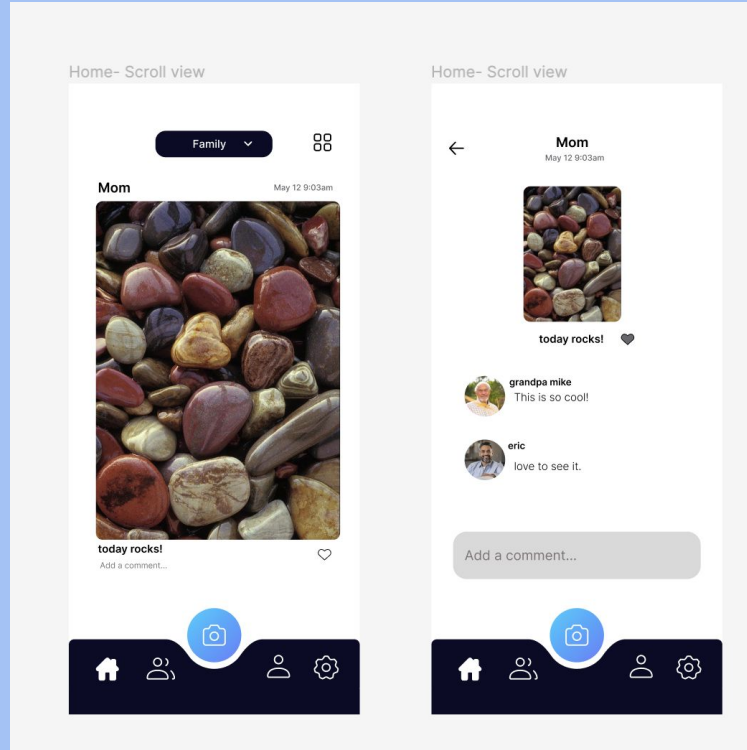 Home- Scroll view
Family
Mom
May 12 9:03am
today rocks!
Add a comment...
Home- Scroll view
Mom
May 12 9:03am
today rocks!
grandpa mike
This is so cool!
eric
love to see it.
Add a comment...